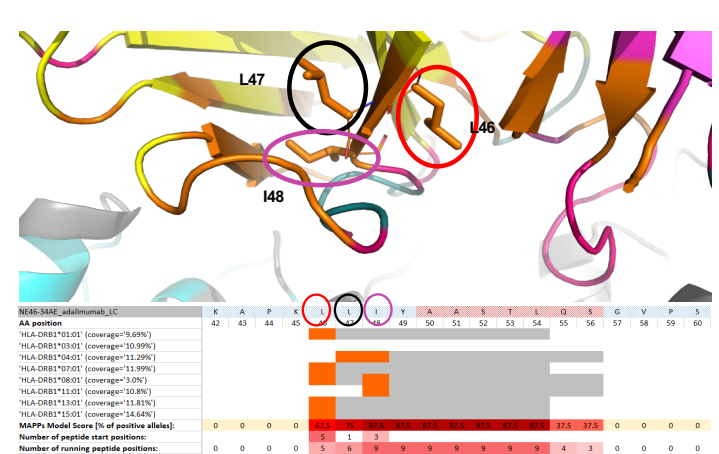 L47
L46
I48
NE46-34AE_adalimumab_LC K A P K L L I Y A A S T L Q S G V P S
AA position 42 43 44 45 46 47 48 49 50 51 52 53 54 55 56 57 58 59 60
'HLA-DRB1*01:01' (coverage='9.69%')
'HLA-DRB1*03:01' (coverage='10.99%')
'HLA-DRB1*04:01' (coverage='11.29%')
'HLA-DRB1*07:01' (coverage='11.99%')
'HLA-DRB1*08:01' (coverage='3.0%')
'HLA-DRB1*11:01' (coverage='10.8%')
'HLA-DRB1*13:01' (coverage='11.81%')
'HLA-DRB1*15:01' (coverage='14.64%')
MAPPs Model Score [% of positive alleles]: 0 0 0 0 62.5 75 87.5 87.5 87.5 87.5 87.5 87.5 87.5 37.5 37.5 0 0 0 0
Number of peptide start positions: 5 1 3
Number of running peptide positions: 0 0 0 0 5 6 9 9 9 9 9 9 9 4 3 0 0 0 0